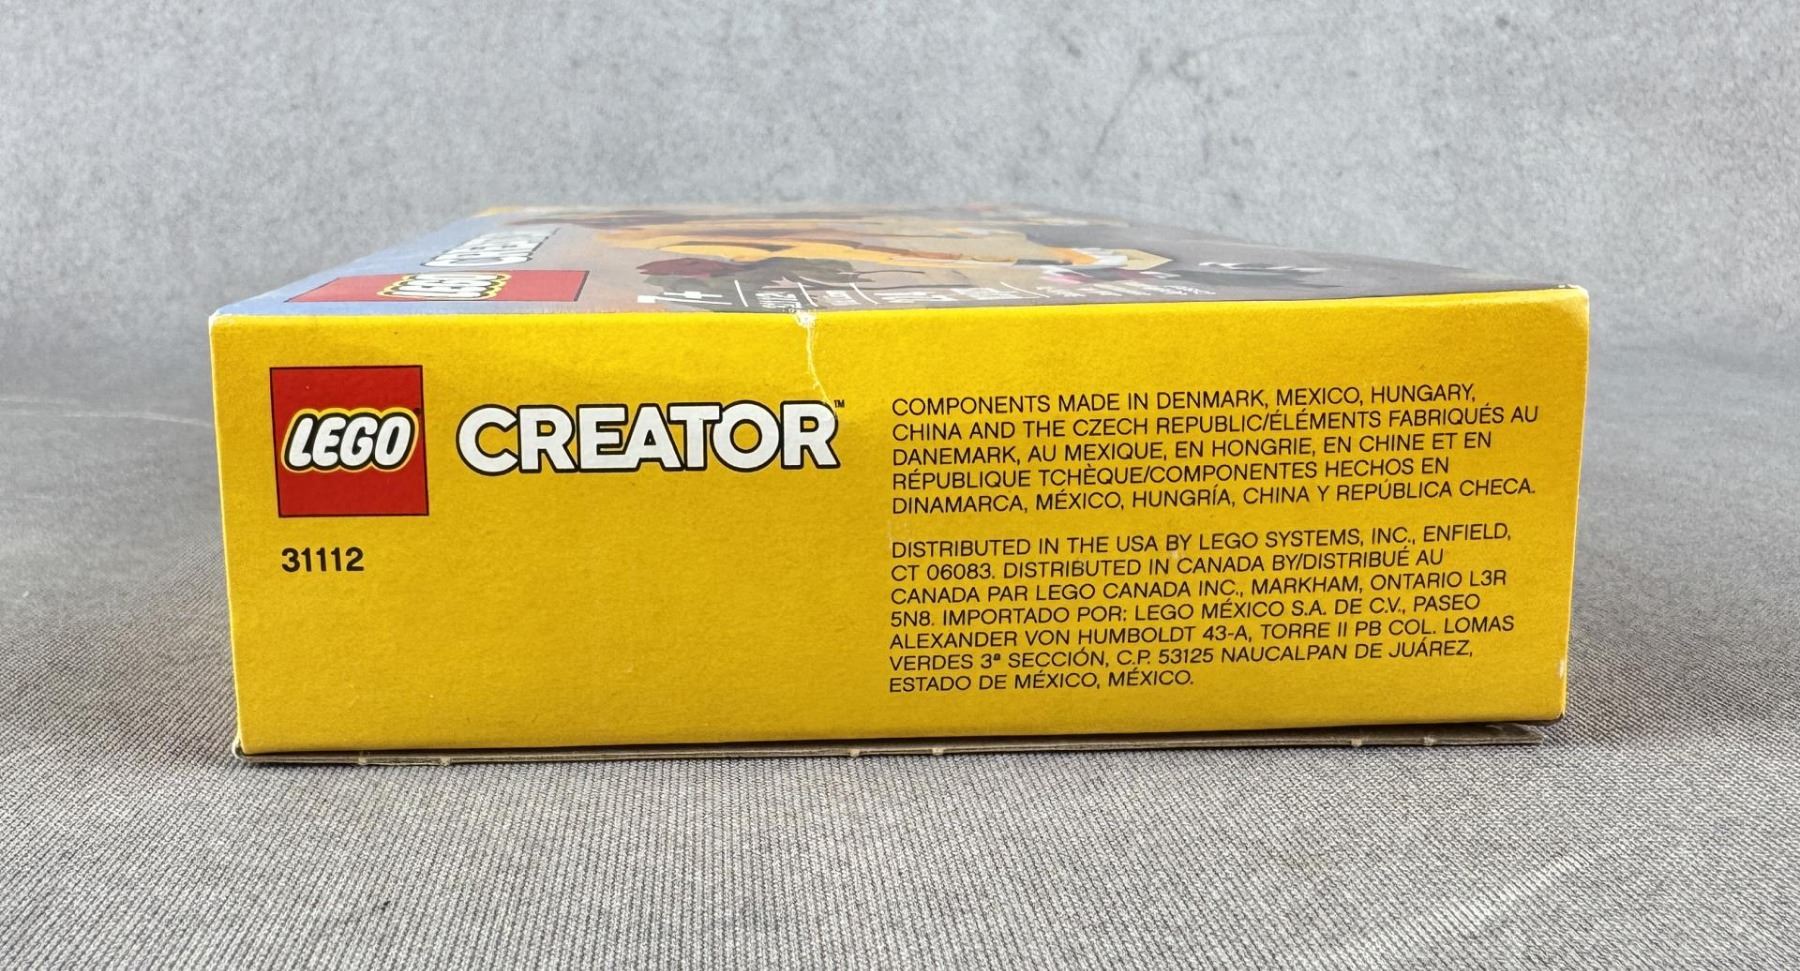 LEGO
CREATOR
7+
LEGO
CREATOR™
31112
COMPONENTS MADE IN DENMARK, MEXICO, HUNGARY,
CHINA AND THE CZECH REPUBLIC/ÉLÉMENTS FABRIQUÉS AU
DANEMARK, AU MEXIQUE, EN HONGRIE, EN CHINE ET EN
RÉPUBLIQUE TCHÈQUE/COMPONENTES HECHOS EN
DINAMARCA, MÉXICO, HUNGRÍA, CHINA Y REPÚBLICA CHECA.
DISTRIBUTED IN THE USA BY LEGO SYSTEMS, INC., ENFIELD,
CT 06083. DISTRIBUTED IN CANADA BY/DISTRIBUÉ AU
CANADA PAR LEGO CANADA INC., MARKHAM, ONTARIO L3R
5N8. IMPORTADO POR: LEGO MÉXICO S.A. DE C.V., PASEO
ALEXANDER VON HUMBOLDT 43-A, TORRE II PB COL. LOMAS
VERDES 3ª SECCIÓN, C.P. 53125 NAUCALPAN DE JUÁREZ,
ESTADO DE MÉXICO, MÉXICO.